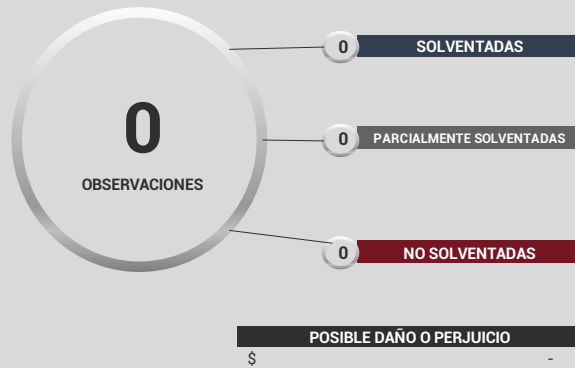 0
OBSERVACIONES
0 SOLVENTADAS
0 PARCIALMENTE SOLVENTADAS
0 NO SOLVENTADAS
POSIBLE DAÑO O PERJUICIO
$ -